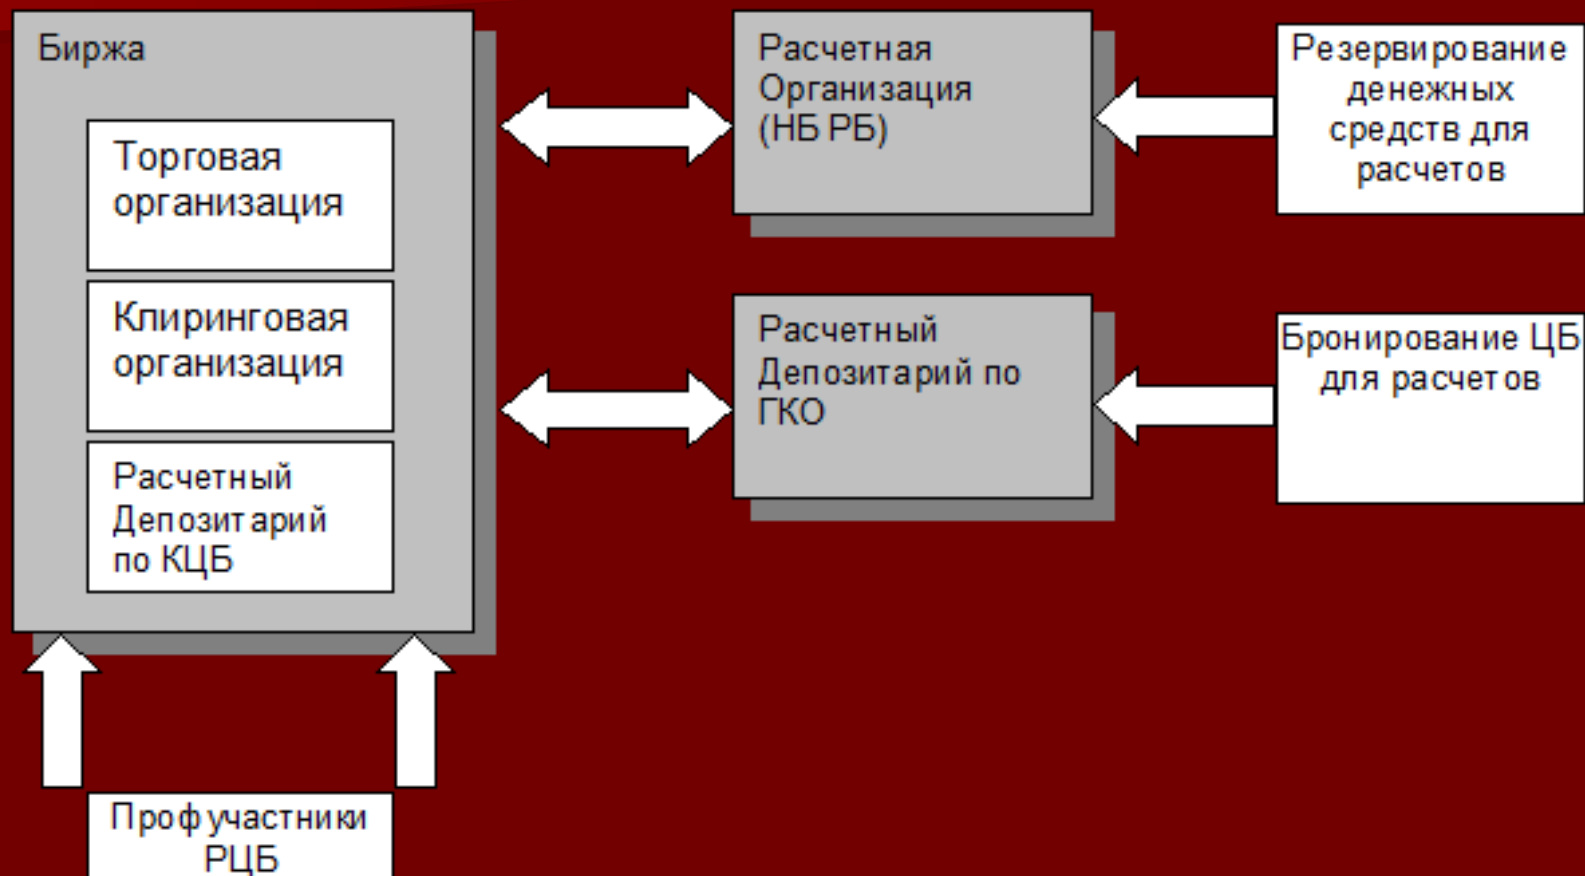 Биржа
Торговая
организация
Клиринговая
организация
Расчетный
Депозитарий
по КЦБ
Расчетная
Организация
(НБ РБ)
Резервирование
денежных
средств для
расчетов
Расчетный
Депозитарий по
ГКО
Бронирование ЦБ
для расчетов
Профучастники
РЦБ